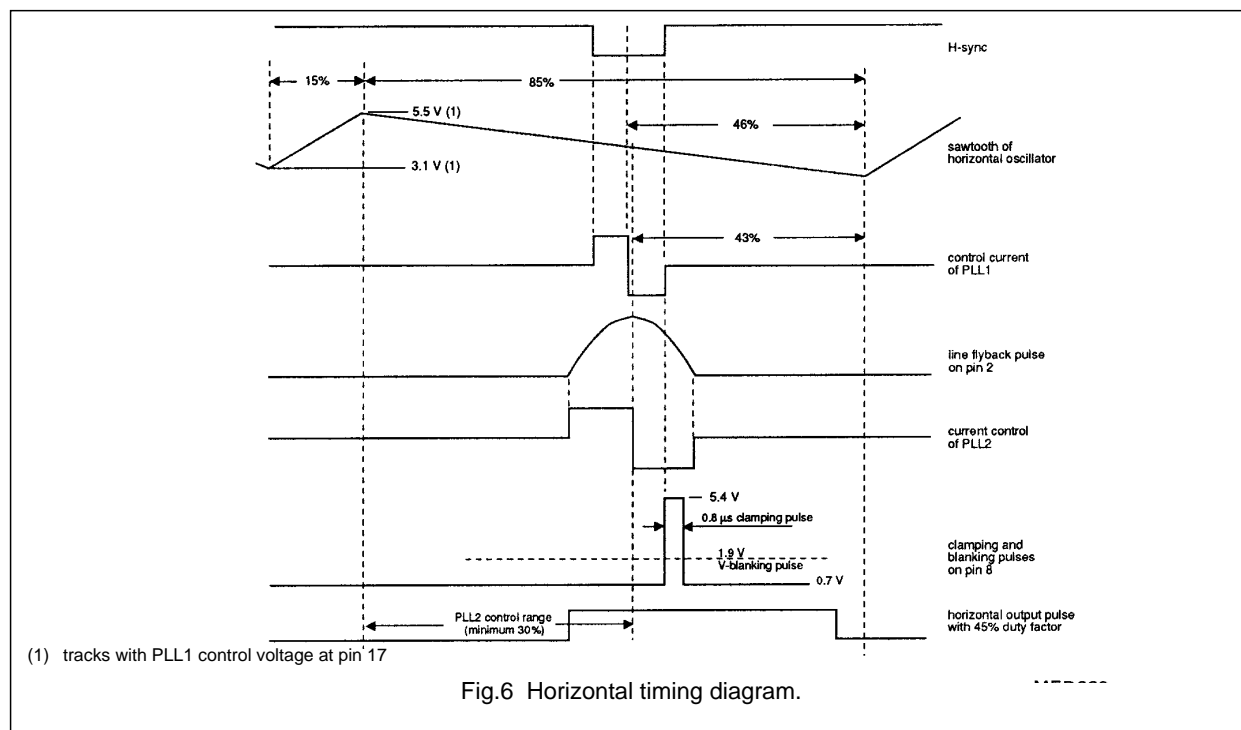 H-sync
15%
85%
5.5 V (1)
46%
sawtooth of
horizontal oscillator
3.1 V (1)
43%
control current
of PLL1
line flyback pulse
on pin 2
current control
of PLL2
5.4 V
0.8 µs clamping pulse
1.9 V
V-blanking pulse
clamping and
blanking pulses
on pin 8
0.7 V
PLL2 control range
(minimum 30%)
horizontal output pulse
with 45% duty factor
(1) tracks with PLL1 control voltage at pin 17
Fig.6 Horizontal timing diagram.